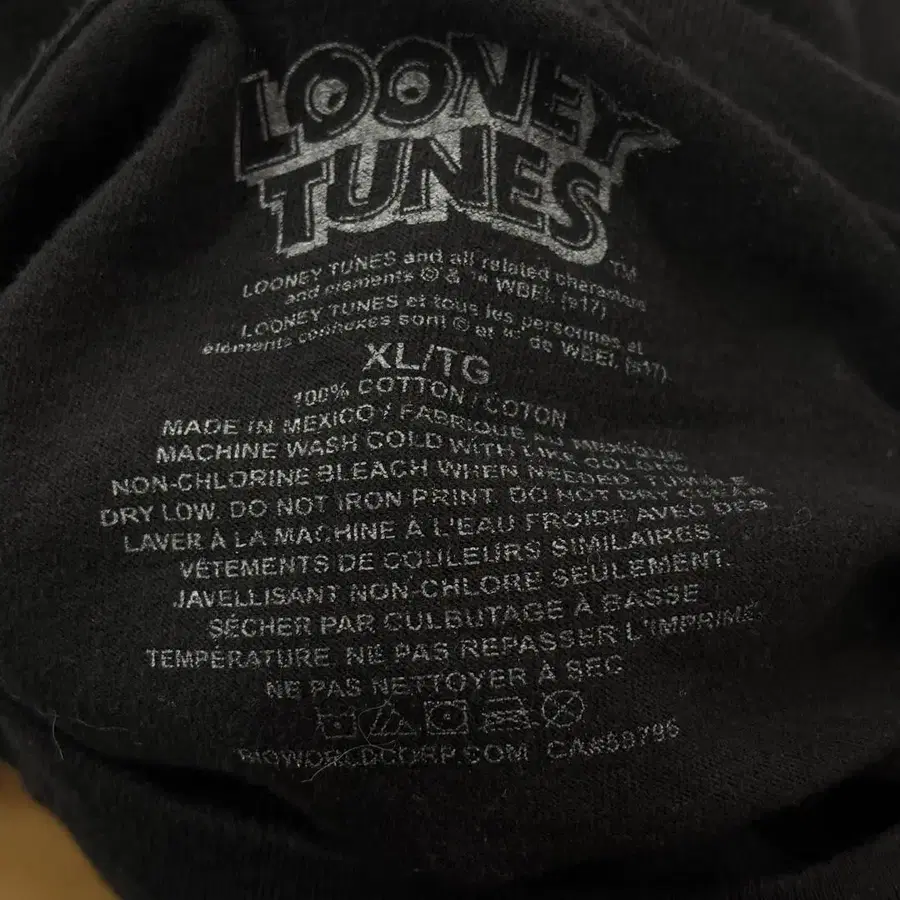 LOONEY
TUNES
TM
LOONEY TUNES and all related characters
and elements © & ™ WBEI. (s17)
LOONEY TUNES et tous les personnes et
éléments connexes sont © et de WBEI. (s17)
XL/TG
100% COTTON / COTON
MADE IN MEXICO / FABRIQUÉ AU MEXIQUE
MACHINE WASH COLD WITH LIKE COLORS.
NON-CHLORINE BLEACH WHEN NEEDED. TUMBLE
DRY LOW. DO NOT IRON PRINT. DO NOT DRY CLEAN.
LAVER À LA MACHINE À L'EAU FROIDE AVEC DES
VÊTEMENTS DE COULEURS SIMILAIRES.
JAVELLISANT NON-CHLORE SEULEMENT.
SÉCHER PAR CULBUTAGE À BASSE
TEMPÉRATURE. NE PAS REPASSER L'IMPRIMÉ.
NE PAS NETTOYER À SEC